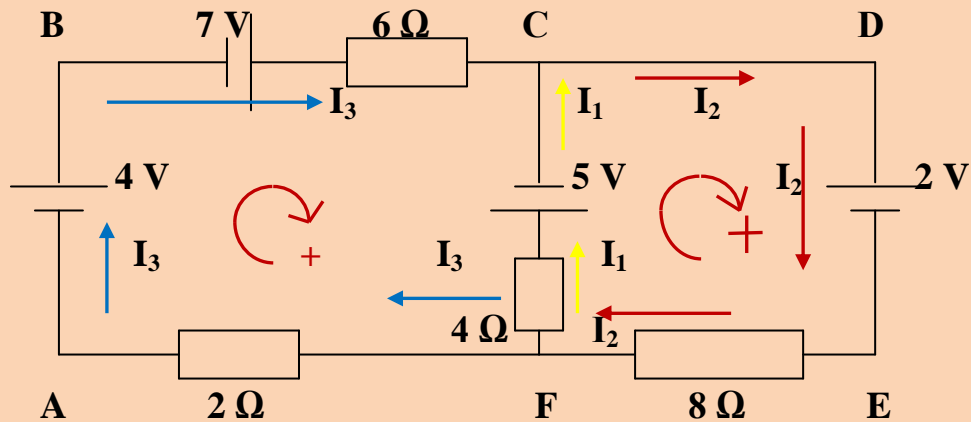 B 7 V 6 Ω C D
I₃ I₁ I₂
4 V 5 V I₂ 2 V
+ +
I₃ I₃ I₁
4 Ω I₂
A 2 Ω F 8 Ω E